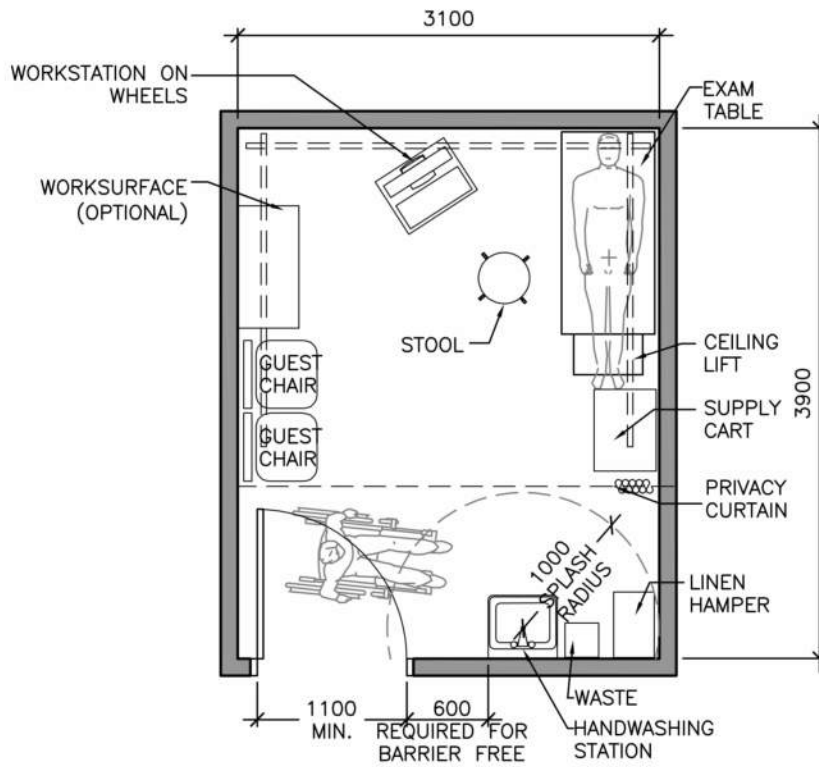 3100
WORKSTATION ON
WHEELS
EXAM
TABLE
WORKSURFACE
(OPTIONAL)
STOOL
CEILING
LIFT
3900
GUEST
CHAIR
SUPPLY
CART
GUEST
CHAIR
PRIVACY
CURTAIN
1000
SPLASH
RADIUS
LINEN
HAMPER
WASTE
1100
MIN.
600
REQUIRED FOR
BARRIER FREE
HANDWASHING
STATION